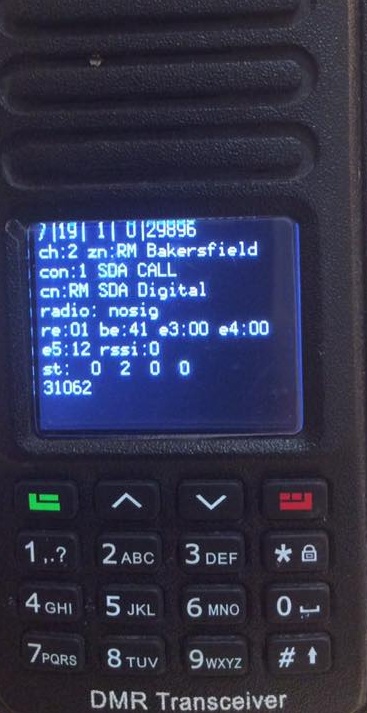 |19| 1| 0|29896
ch:2 zn:RM Bakersfield
con:1 SDA CALL
cn:RM SDA Digital
radio: nosig
re:01 be:41 e3:00 e4:00
e5:12 rssi:0
st: 0 2 0 0
31062
1,.? 2ABC 3DEF *
4GHI 5JKL 6MNO 0
7PQRS 8TUV 9WXYZ #
DMR Transceiver